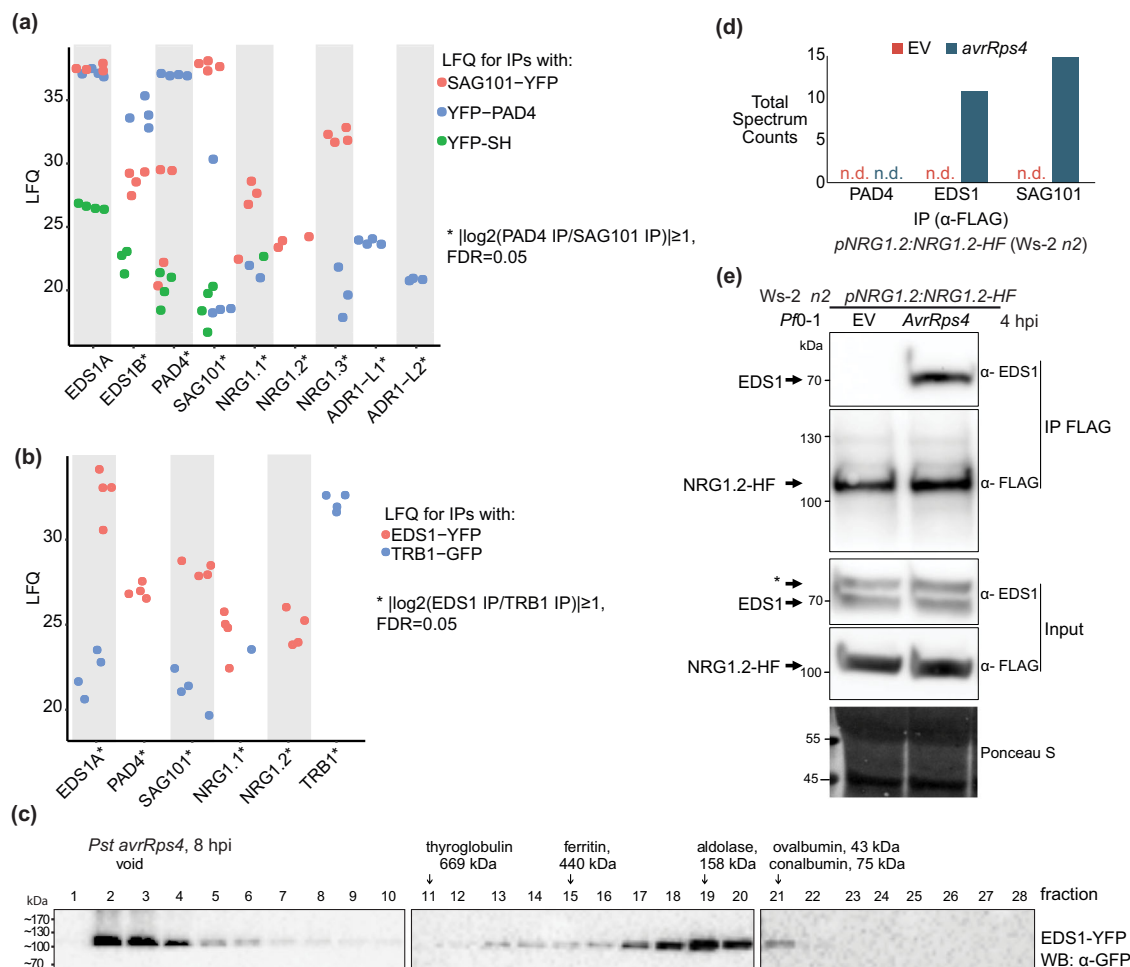 (a)
LFQ for IPs with:
SAG101−YFP
YFP−PAD4
YFP-SH
* |log2(PAD4 IP/SAG101 IP)|≥1,
FDR=0.05
LFQ
35
30
25
20
EDS1A
EDS1B*
PAD4*
SAG101*
NRG1.1*
NRG1.2*
NRG1.3*
ADR1−L1*
ADR1−L2*
(b)
LFQ for IPs with:
EDS1−YFP
TRB1−GFP
* |log2(EDS1 IP/TRB1 IP)|≥1,
FDR=0.05
LFQ
30
25
20
EDS1A*
PAD4*
SAG101*
NRG1.1*
NRG1.2*
TRB1*
(c)
Pst avrRps4, 8 hpi
void
thyroglobulin
669 kDa
ferritin,
440 kDa
aldolase,
158 kDa
ovalbumin, 43 kDa
conalbumin, 75 kDa
1 2 3 4 5 6 7 8 9 10 11 12 13 14 15 16 17 18 19 20 21 22 23 24 25 26 27 28 fraction
kDa
~170
~130
~100
~70
EDS1-YFP
WB: α-GFP
(d)
EV avrRps4
Total
Spectrum
Counts
15
10
5
0
n.d. n.d. n.d. n.d.
PAD4 EDS1 SAG101
IP (α-FLAG)
pNRG1.2:NRG1.2-HF (Ws-2 n2)
(e)
Ws-2 n2 pNRG1.2:NRG1.2-HF
Pf0-1 EV AvrRps4 4 hpi
kDa
EDS1 70 α- EDS1
IP FLAG
130
NRG1.2-HF α- FLAG
100
* α- EDS1
EDS1 70
Input
NRG1.2-HF 100 α- FLAG
55
Ponceau S
45